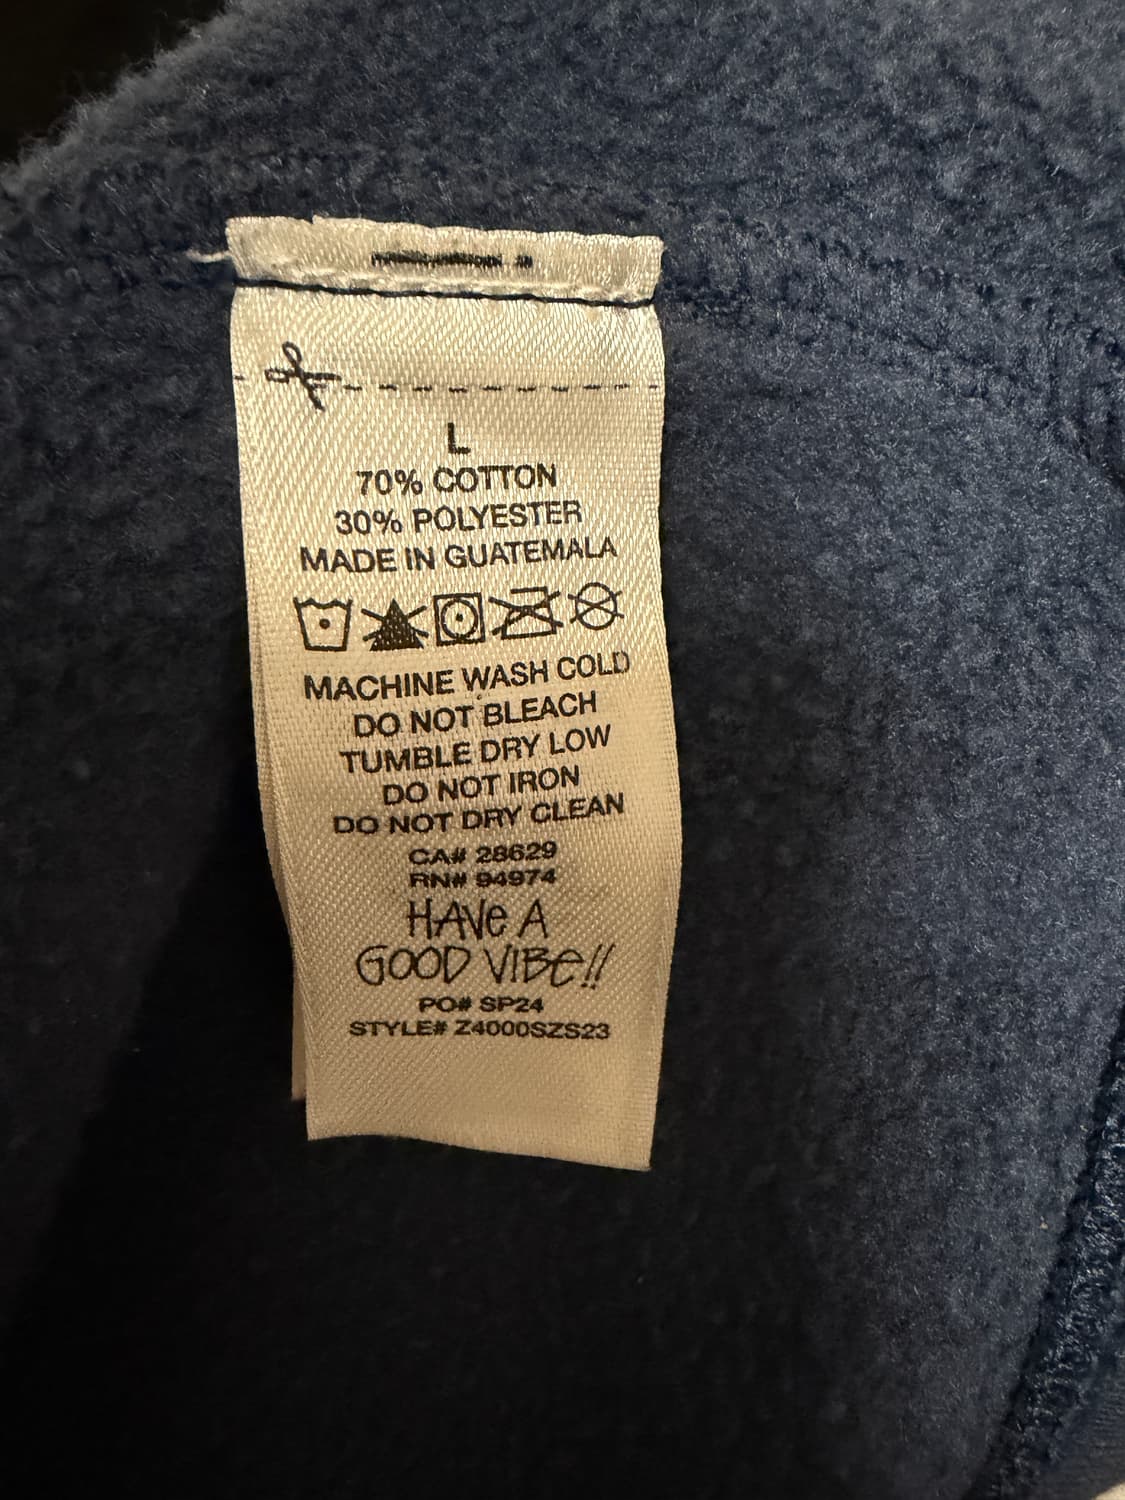 L
70% COTTON
30% POLYESTER
MADE IN GUATEMALA
MACHINE WASH COLD
DO NOT BLEACH
TUMBLE DRY LOW
DO NOT IRON
DO NOT DRY CLEAN
CA# 28629
RN# 94974
HAVe A
GOOD VIBe!!
PO# SP24
STYLE# Z4000SZS23